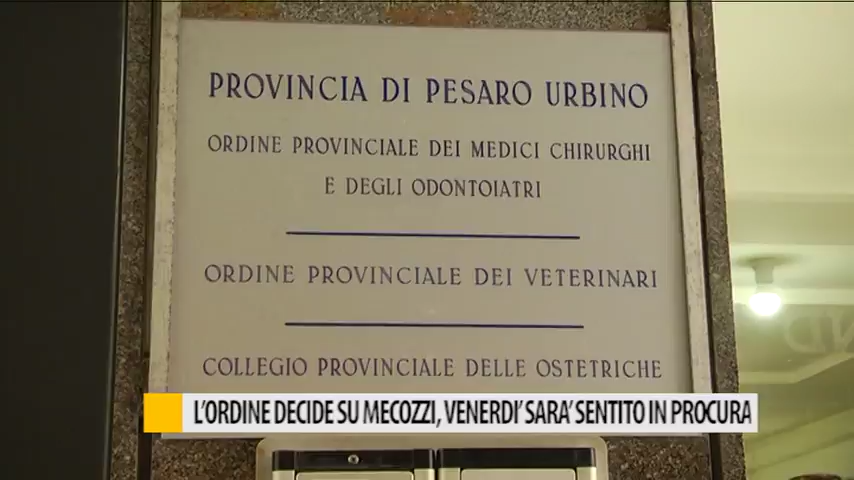 PROVINCIA DI PESARO URBINO
ORDINE PROVINCIALE DEI MEDICI CHIRURGHI
E DEGLI ODONTOIATRI
ORDINE PROVINCIALE DEI VETERINARI
COLLEGIO PROVINCIALE DELLE OSTETRICHE
L'ORDINE DECIDE SU MECOZZI, VENERDI' SARA' SENTITO IN PROCURA